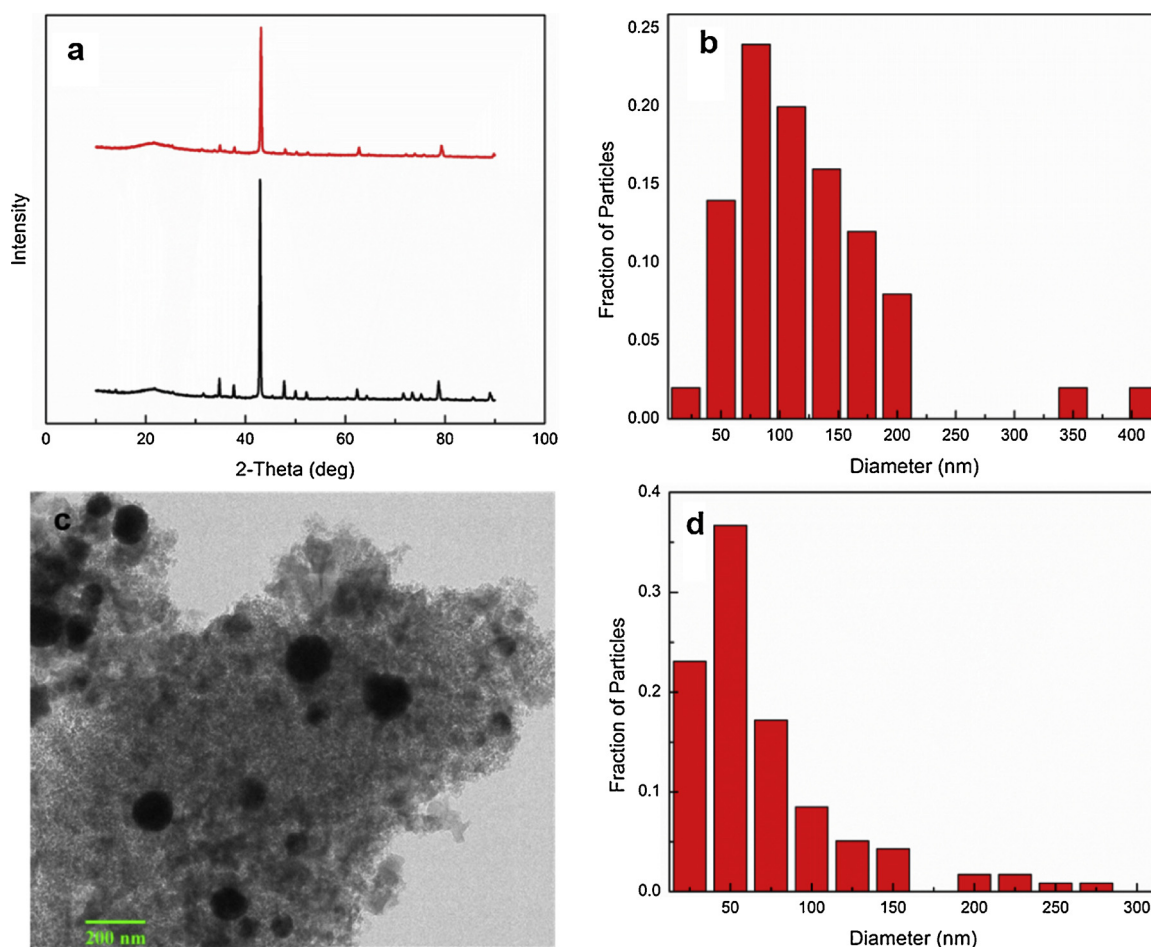 a
Intensity
0 20 40 60 80 100
2-Theta (deg)
b
Fraction of Particles
0.25
0.20
0.15
0.10
0.05
0.00
50 100 150 200 250 300 350 400
Diameter (nm)
c
200 nm
d
Fraction of Particles
0.4
0.3
0.2
0.1
0.0
50 100 150 200 250 300
Diameter (nm)